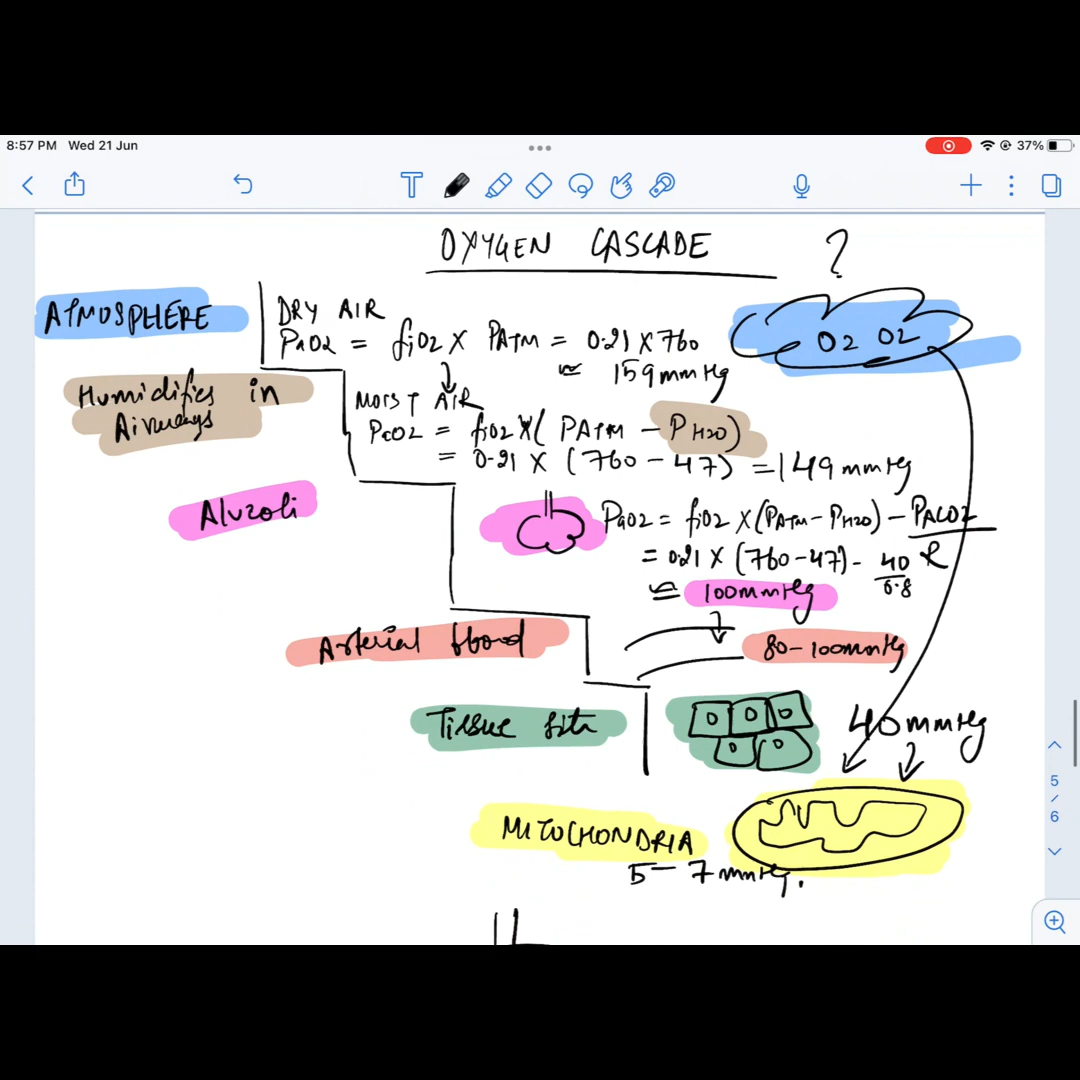 8:57 PM Wed 21 Jun
37%
OXYGEN CASCADE ?
ATMOSPHERE
DRY AIR
PaO2 = fiO2 X PATM = 0.21 X 760
≈ 159 mmHg
O2 O2
Humidifies in
Airways
MOIST AIR
PaO2 = fiO2 X ( PATM - PH2O)
= 0.21 X (760 - 47) = 149 mmHg
Alveoli
PaO2 = fiO2 X (PATM - PH2O) - PACO2
R
= 0.21 X (760-47) - 40
0.8
≃ 100mmHg
Arterial blood
80-100mmHg
Tissue site
40mmHg
MITOCHONDRIA
5 - 7 mmHg.
5
/
6